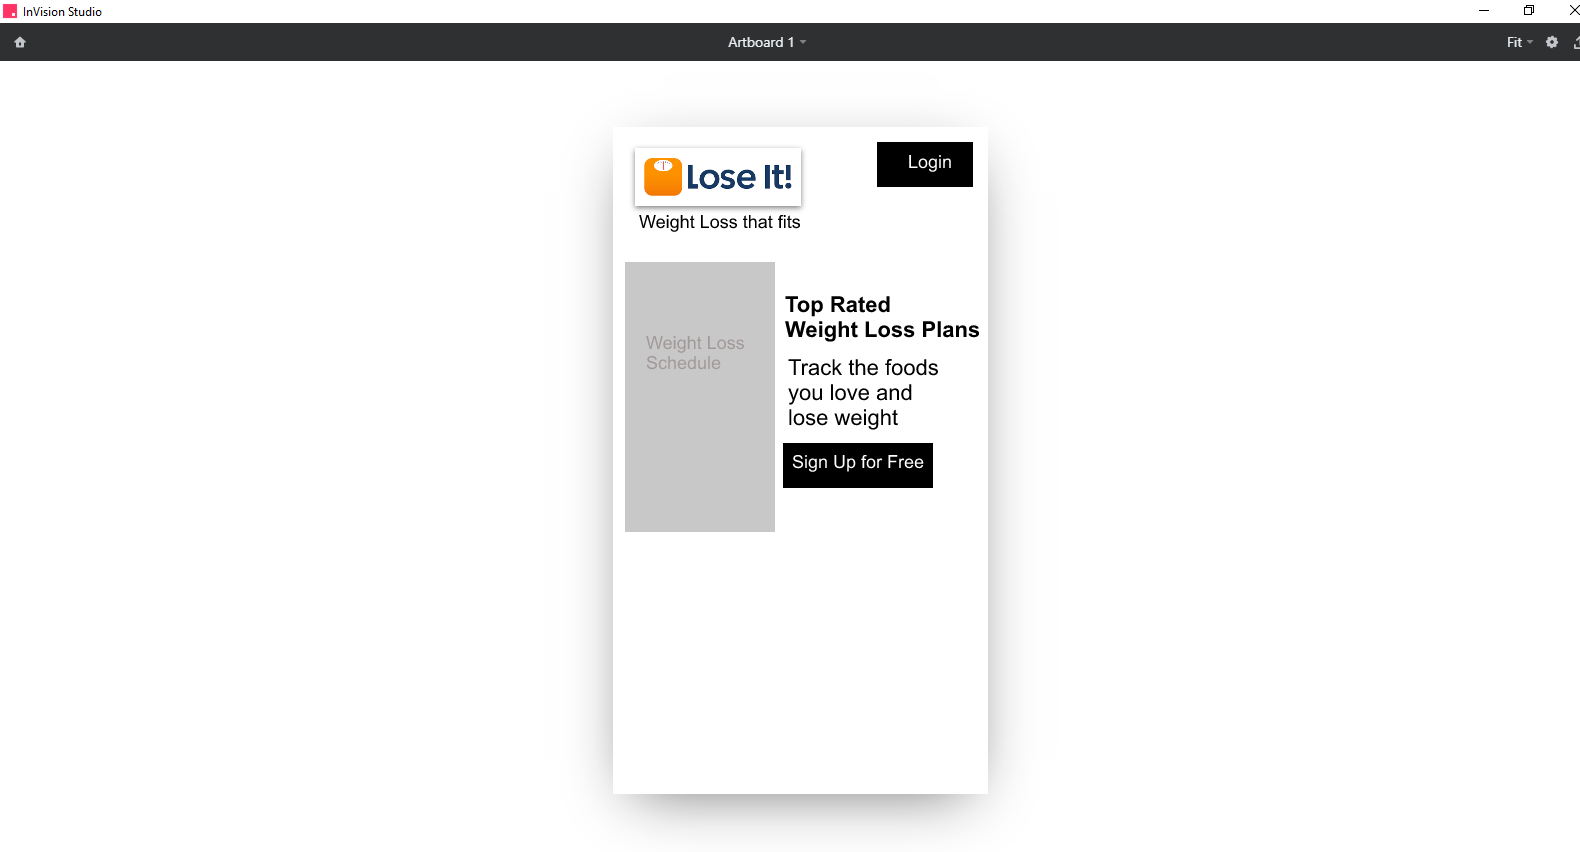 InVision Studio
Artboard 1
Fit
Lose It!
Login
Weight Loss that fits
Weight Loss
Schedule
Top Rated
Weight Loss Plans
Track the foods
you love and
lose weight
Sign Up for Free